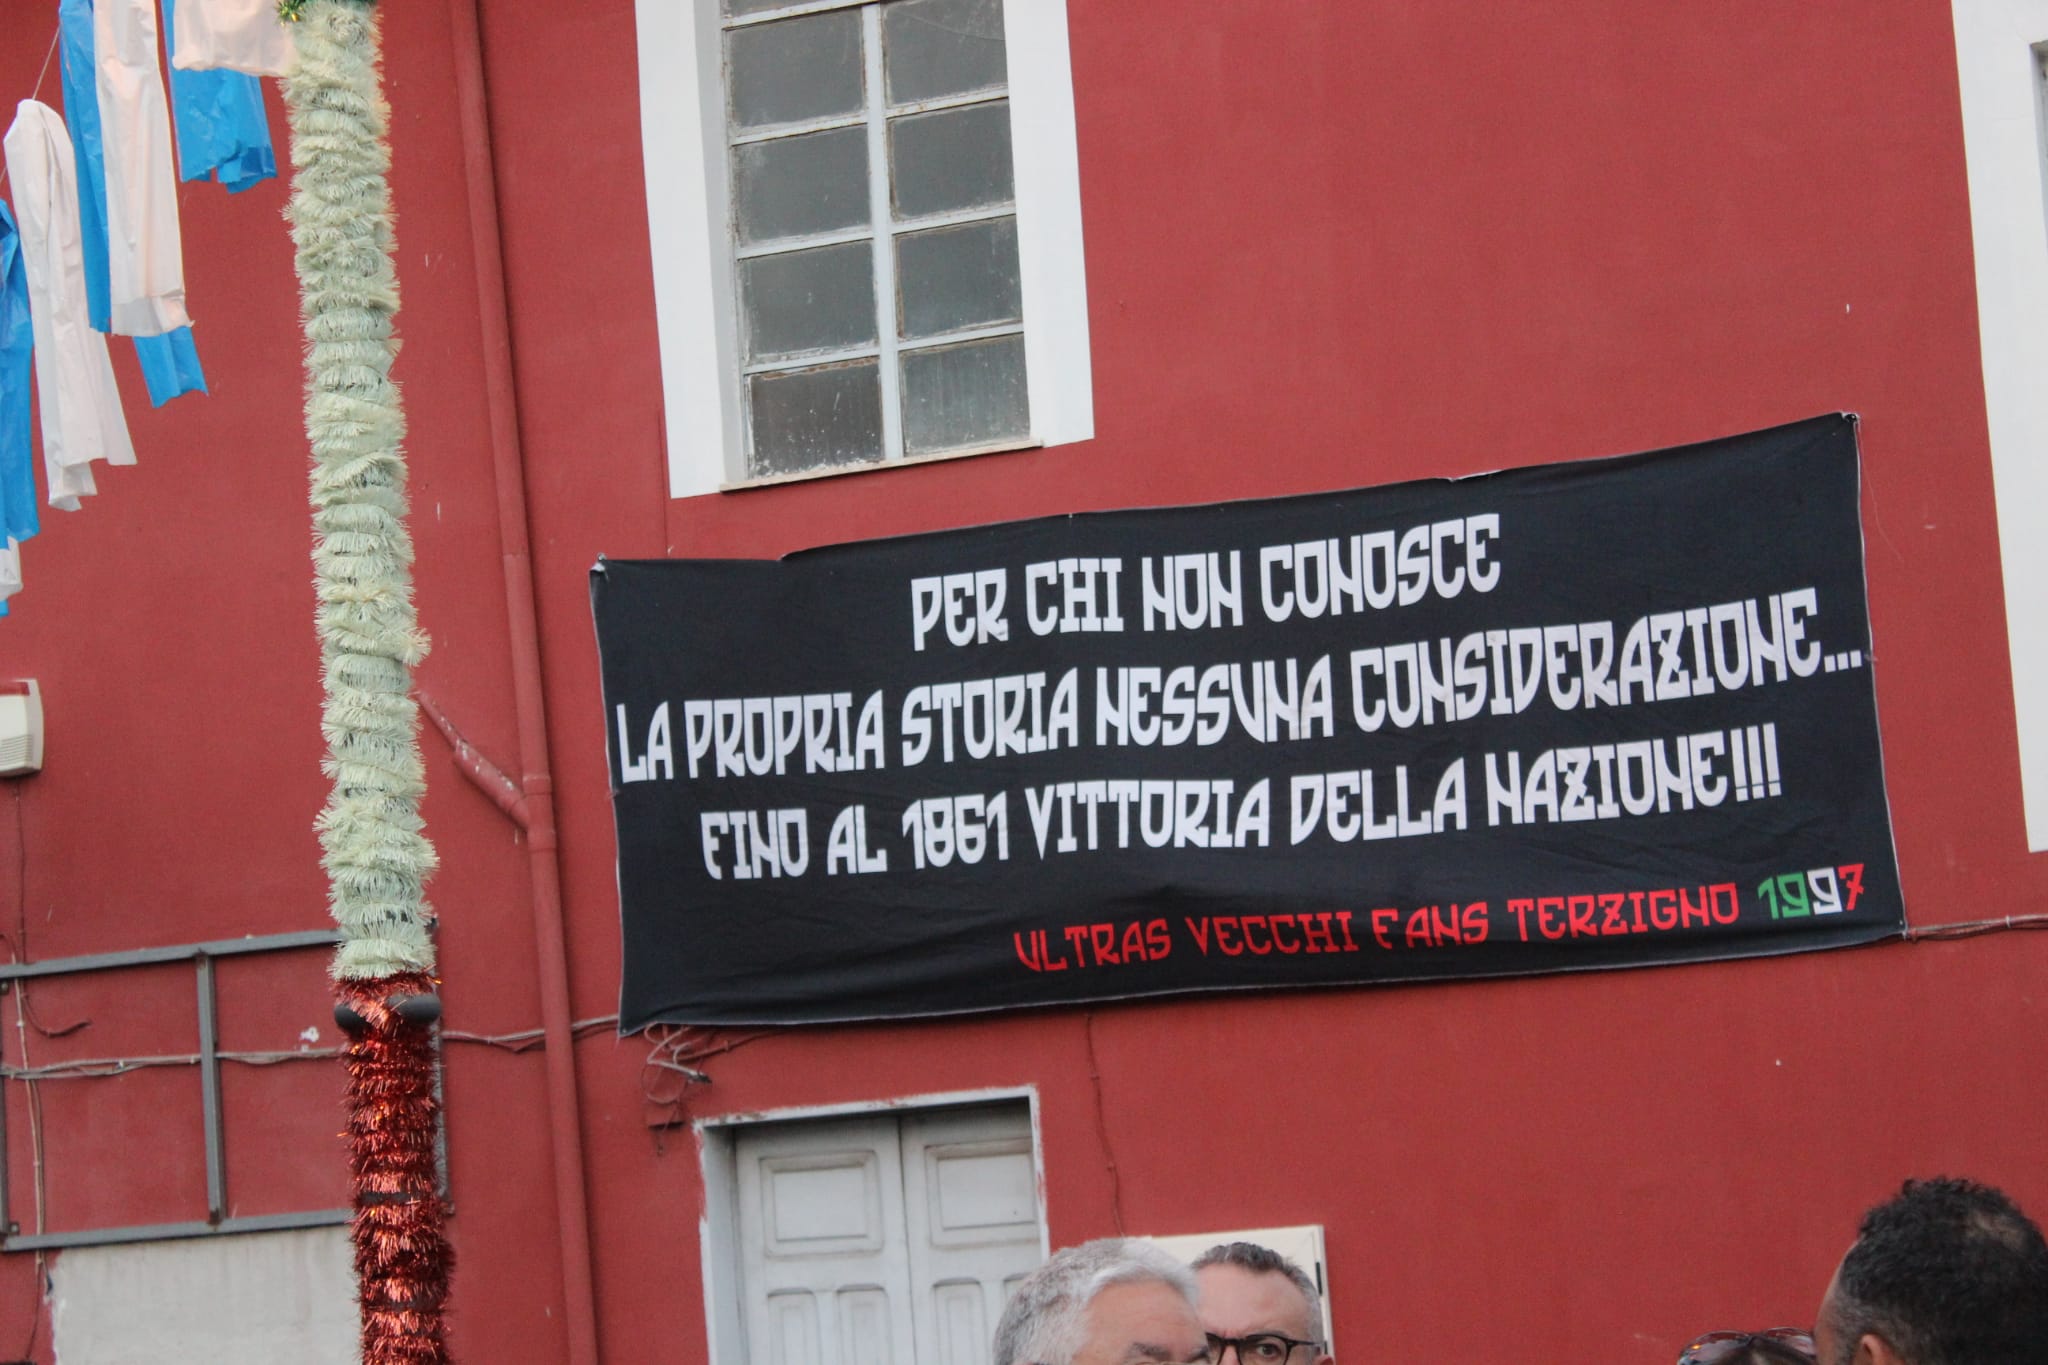 PER CHI NON CONOSCE
LA PROPRIA STORIA NESSUNA CONSIDERAZIONE...
FINO AL 1861 VITTORIA DELLA NAZIONE!!!
ULTRAS VECCHI FANS TERZIGNO 1997